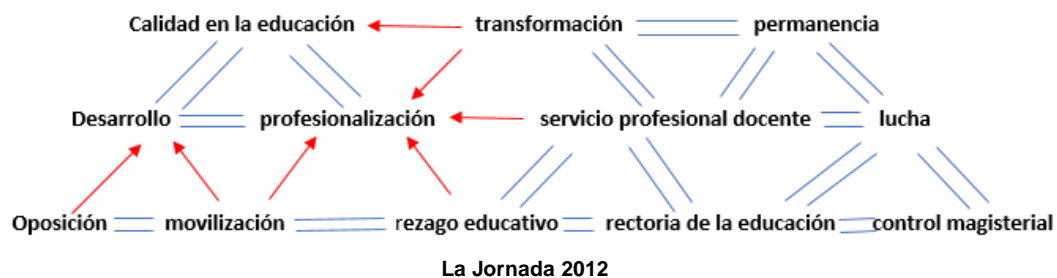 Calidad en la educación transformación permanencia
Desarrollo profesionalización servicio profesional docente lucha
Oposición movilización rezago educativo rectoria de la educación control magisterial
La Jornada 2012